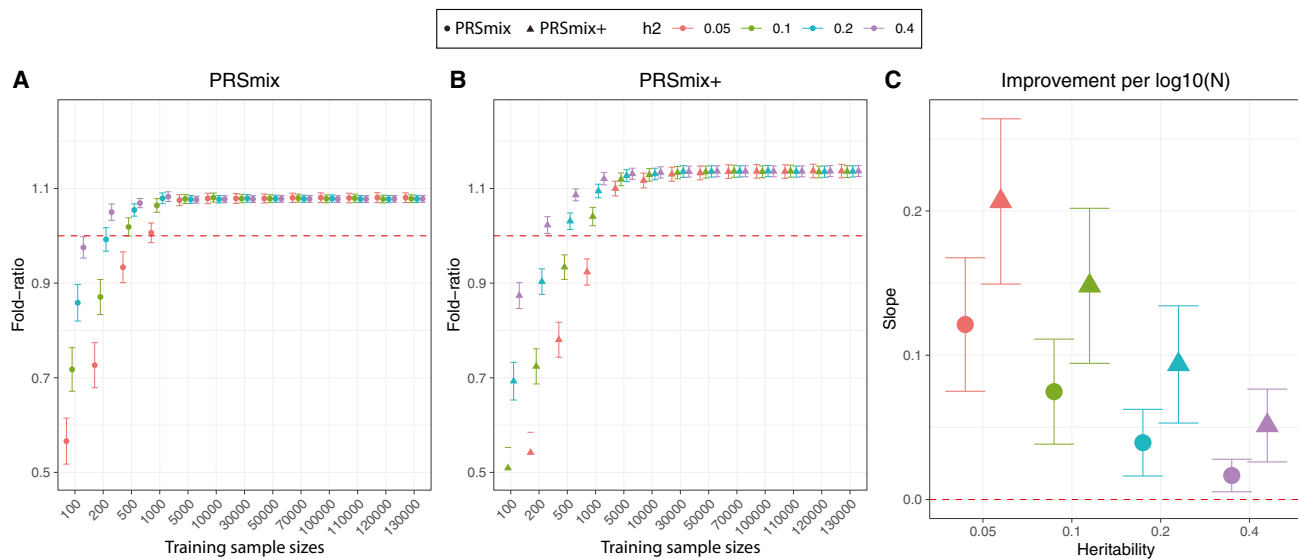 PRSmix PRSmix+ h2 0.05 0.1 0.2 0.4
A PRSmix
Fold−ratio
1.1
0.9
0.7
0.5
100 200 500 1000 5000 10000 30000 50000 70000 100000 110000 130000
Training sample sizes
B PRSmix+
Fold−ratio
1.1
0.9
0.7
0.5
100 200 500 1000 5000 10000 30000 50000 70000 100000 110000 130000
Training sample sizes
C Improvement per log10(N)
Slope
0.2
0.1
0.0
0.05 0.1 0.2 0.4
Heritability